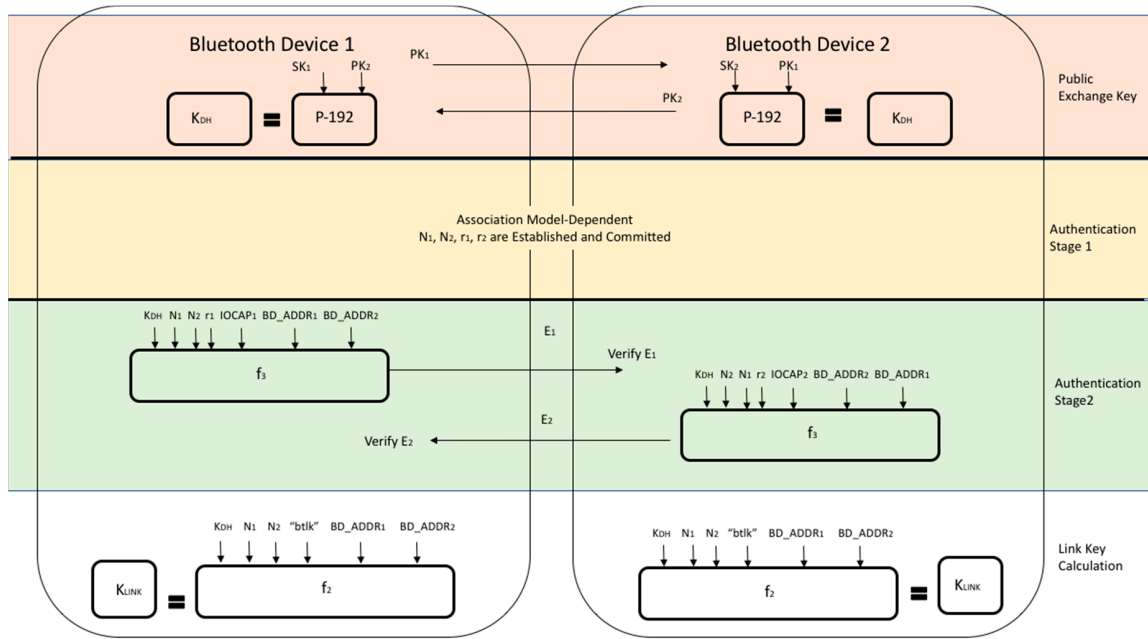 Bluetooth Device 1
Bluetooth Device 2
PK1
SK1 PK2
SK2 PK1
PK2
KDH = P-192
P-192 = KDH
Public
Exchange Key
Association Model-Dependent
N1, N2, r1, r2 are Established and Committed
Authentication
Stage 1
KDH N1 N2 r1 IOCAP1 BD_ADDR1 BD_ADDR2
f3
E1
Verify E1
KDH N2 N1 r2 IOCAP2 BD_ADDR2 BD_ADDR1
f3
E2
Verify E2
Authentication
Stage2
KDH N1 N2 “btlk” BD_ADDR1 BD_ADDR2
KLINK = f2
KDH N1 N2 “btlk” BD_ADDR1 BD_ADDR2
f2 = KLINK
Link Key
Calculation